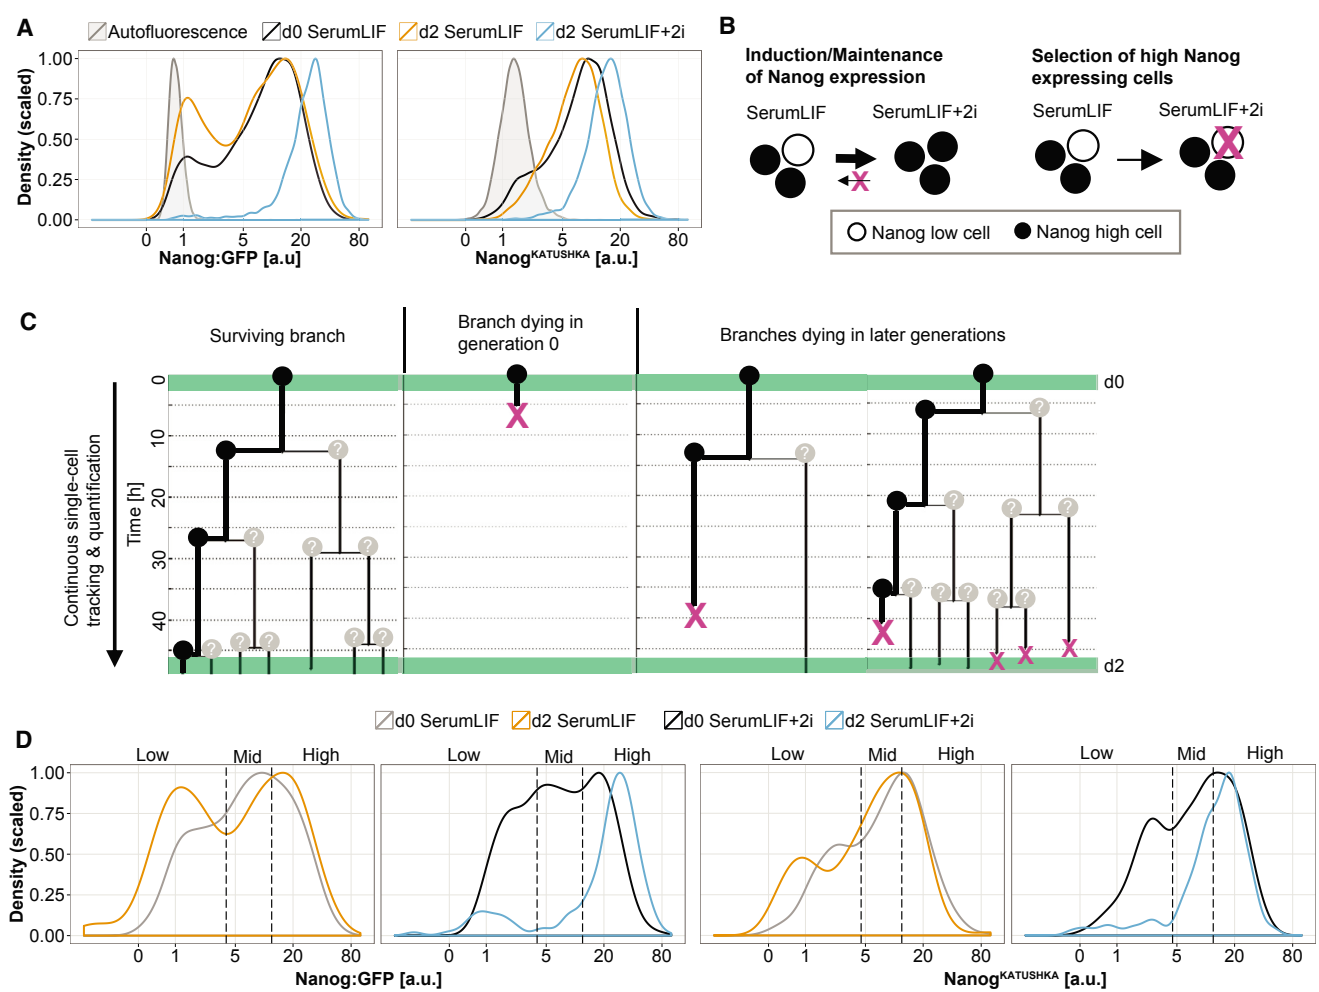 A
Autofluorescence d0 SerumLIF d2 SerumLIF d2 SerumLIF+2i
Density (scaled)
1.00
0.75
0.50
0.25
0.00
0 1 5 20 80
Nanog:GFP [a.u]
0 1 5 20 80
Nanog^KATUSHKA [a.u.]
B
Induction/Maintenance
of Nanog expression
SerumLIF SerumLIF+2i
X
Selection of high Nanog
expressing cells
SerumLIF SerumLIF+2i
X
Nanog low cell Nanog high cell
C
Surviving branch
Branch dying in
generation 0
Branches dying in later generations
Continuous single-cell
tracking & quantification
Time [h]
0
10
20
30
40
d0
d2
? ? ? ? ? ? ? ? ? ?
X
? X
? ? ? ? ? ? ? ? ?
X X X X
D
d0 SerumLIF d2 SerumLIF d0 SerumLIF+2i d2 SerumLIF+2i
Low Mid High Low Mid High Low Mid High Low Mid High
Density (scaled)
1.00
0.75
0.50
0.25
0.00
0 1 5 20 80 0 1 5 20 80 0 1 5 20 80 0 1 5 20 80
Nanog:GFP [a.u.] Nanog^KATUSHKA [a.u.]